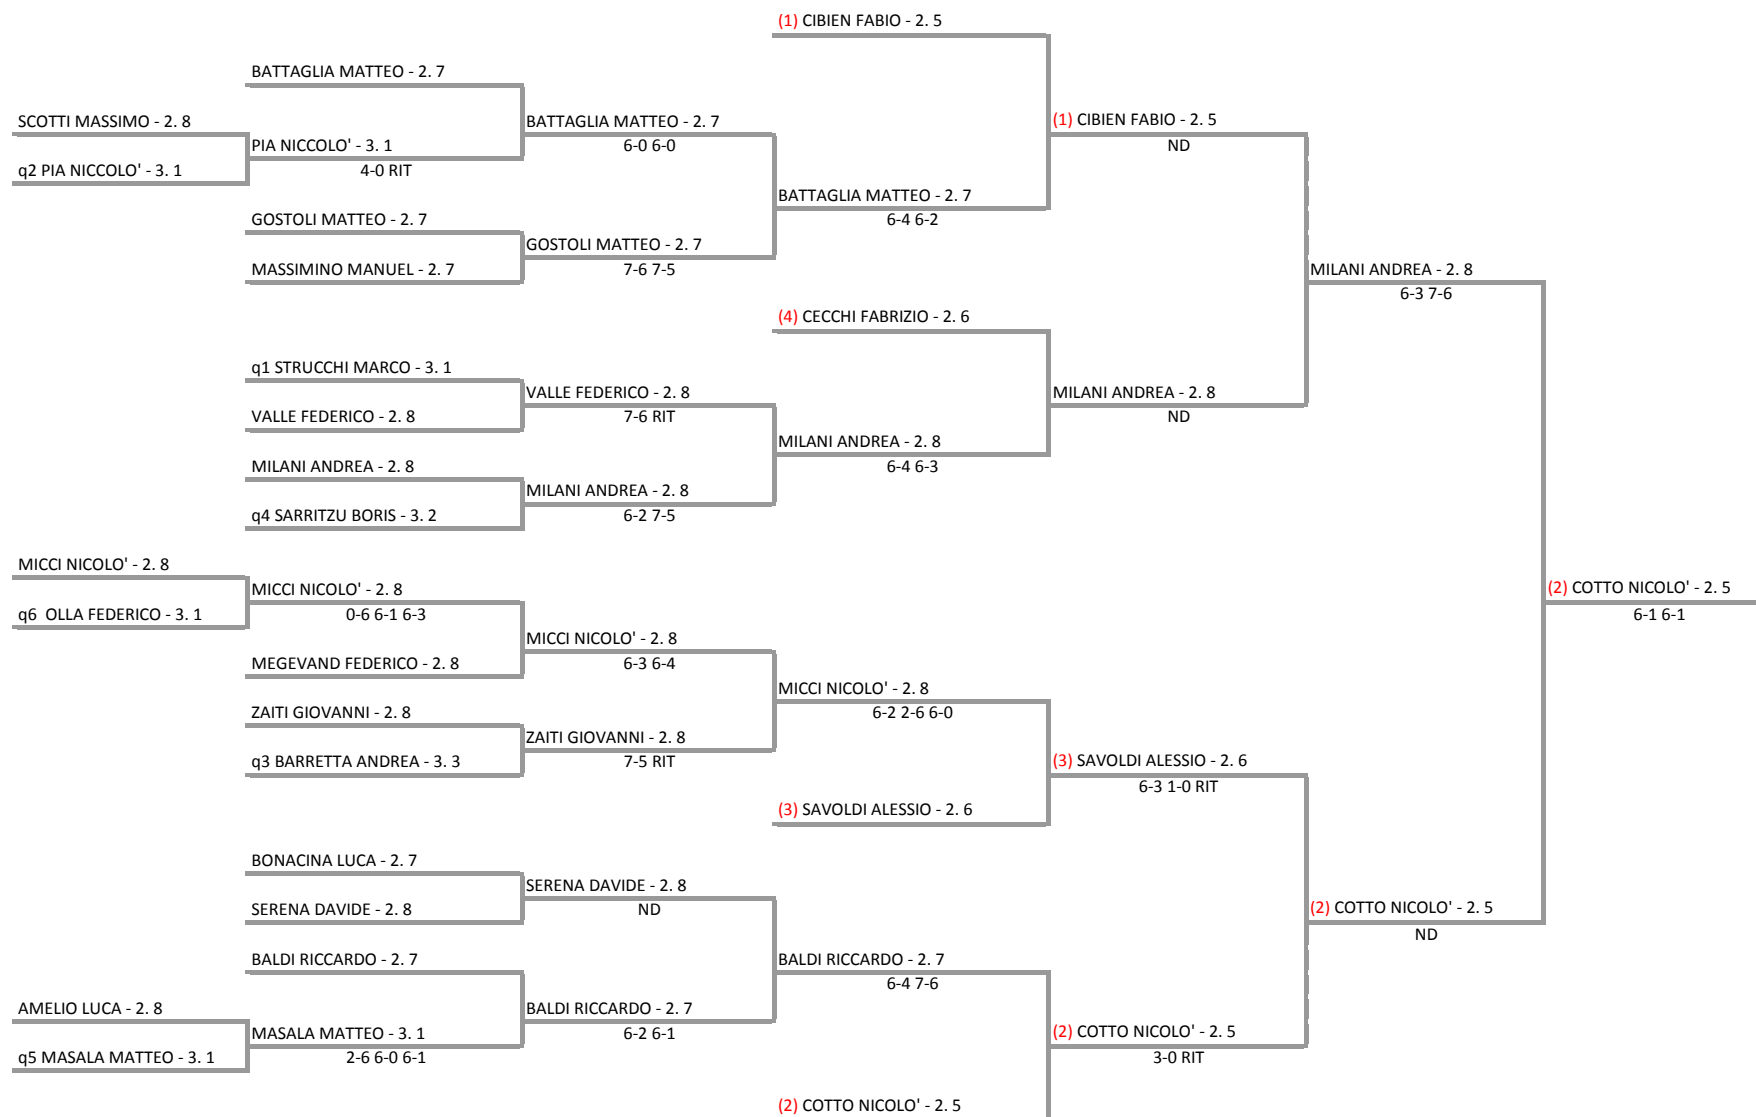 (1) CIBIEN FABIO - 2. 5
BATTAGLIA MATTEO - 2. 7
SCOTTI MASSIMO - 2. 8
BATTAGLIA MATTEO - 2. 7
(1) CIBIEN FABIO - 2. 5
PIA NICCOLO' - 3. 1
6-0 6-0
ND
q2 PIA NICCOLO' - 3. 1
4-0 RIT
BATTAGLIA MATTEO - 2. 7
GOSTOLI MATTEO - 2. 7
6-4 6-2
GOSTOLI MATTEO - 2. 7
MASSIMINO MANUEL - 2. 7
7-6 7-5
MILANI ANDREA - 2. 8
6-3 7-6
(4) CECCHI FABRIZIO - 2. 6
q1 STRUCCHI MARCO - 3. 1
VALLE FEDERICO - 2. 8
MILANI ANDREA - 2. 8
VALLE FEDERICO - 2. 8
7-6 RIT
ND
MILANI ANDREA - 2. 8
MILANI ANDREA - 2. 8
6-4 6-3
MILANI ANDREA - 2. 8
q4 SARRITZU BORIS - 3. 2
6-2 7-5
MICCI NICOLO' - 2. 8
MICCI NICOLO' - 2. 8
(2) COTTO NICOLO' - 2. 5
q6  OLLA FEDERICO - 3. 1
0-6 6-1 6-3
6-1 6-1
MICCI NICOLO' - 2. 8
MEGEVAND FEDERICO - 2. 8
6-3 6-4
MICCI NICOLO' - 2. 8
ZAITI GIOVANNI - 2. 8
6-2 2-6 6-0
ZAITI GIOVANNI - 2. 8
q3 BARRETTA ANDREA - 3. 3
7-5 RIT
(3) SAVOLDI ALESSIO - 2. 6
6-3 1-0 RIT
(3) SAVOLDI ALESSIO - 2. 6
BONACINA LUCA - 2. 7
SERENA DAVIDE - 2. 8
SERENA DAVIDE - 2. 8
ND
(2) COTTO NICOLO' - 2. 5
ND
BALDI RICCARDO - 2. 7
BALDI RICCARDO - 2. 7
6-4 7-6
AMELIO LUCA - 2. 8
BALDI RICCARDO - 2. 7
MASALA MATTEO - 3. 1
6-2 6-1
(2) COTTO NICOLO' - 2. 5
q5 MASALA MATTEO - 3. 1
2-6 6-0 6-1
3-0 RIT
(2) COTTO NICOLO' - 2. 5